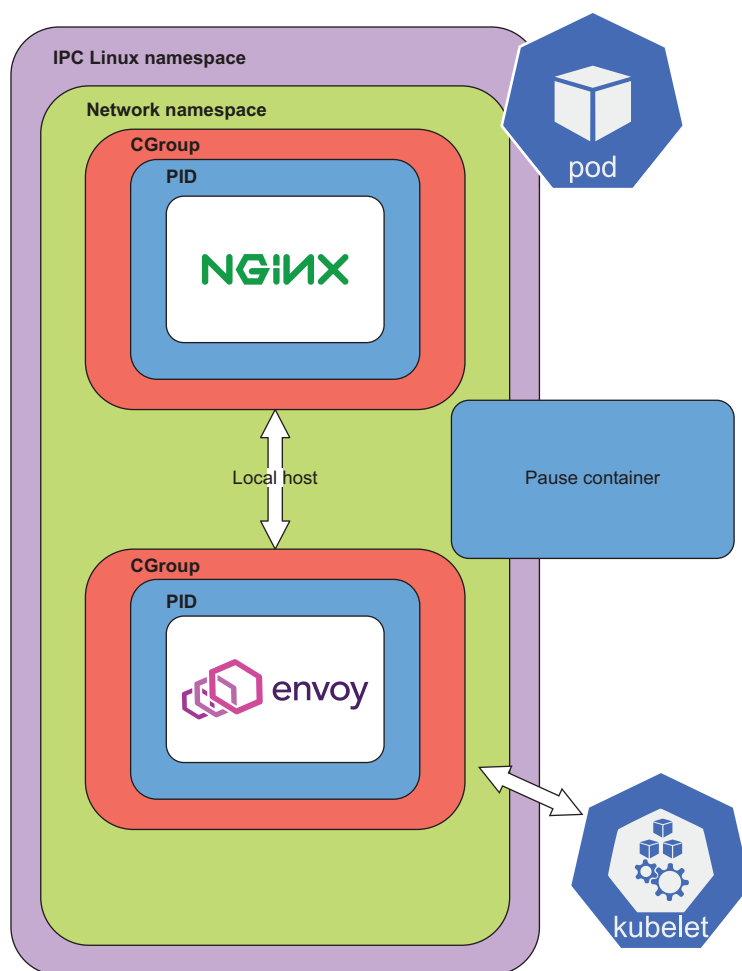 IPC Linux namespace
Network namespace
CGroup
PID
NGiNX
pod
Local host
Pause container
CGroup
PID
envoy
kubelet